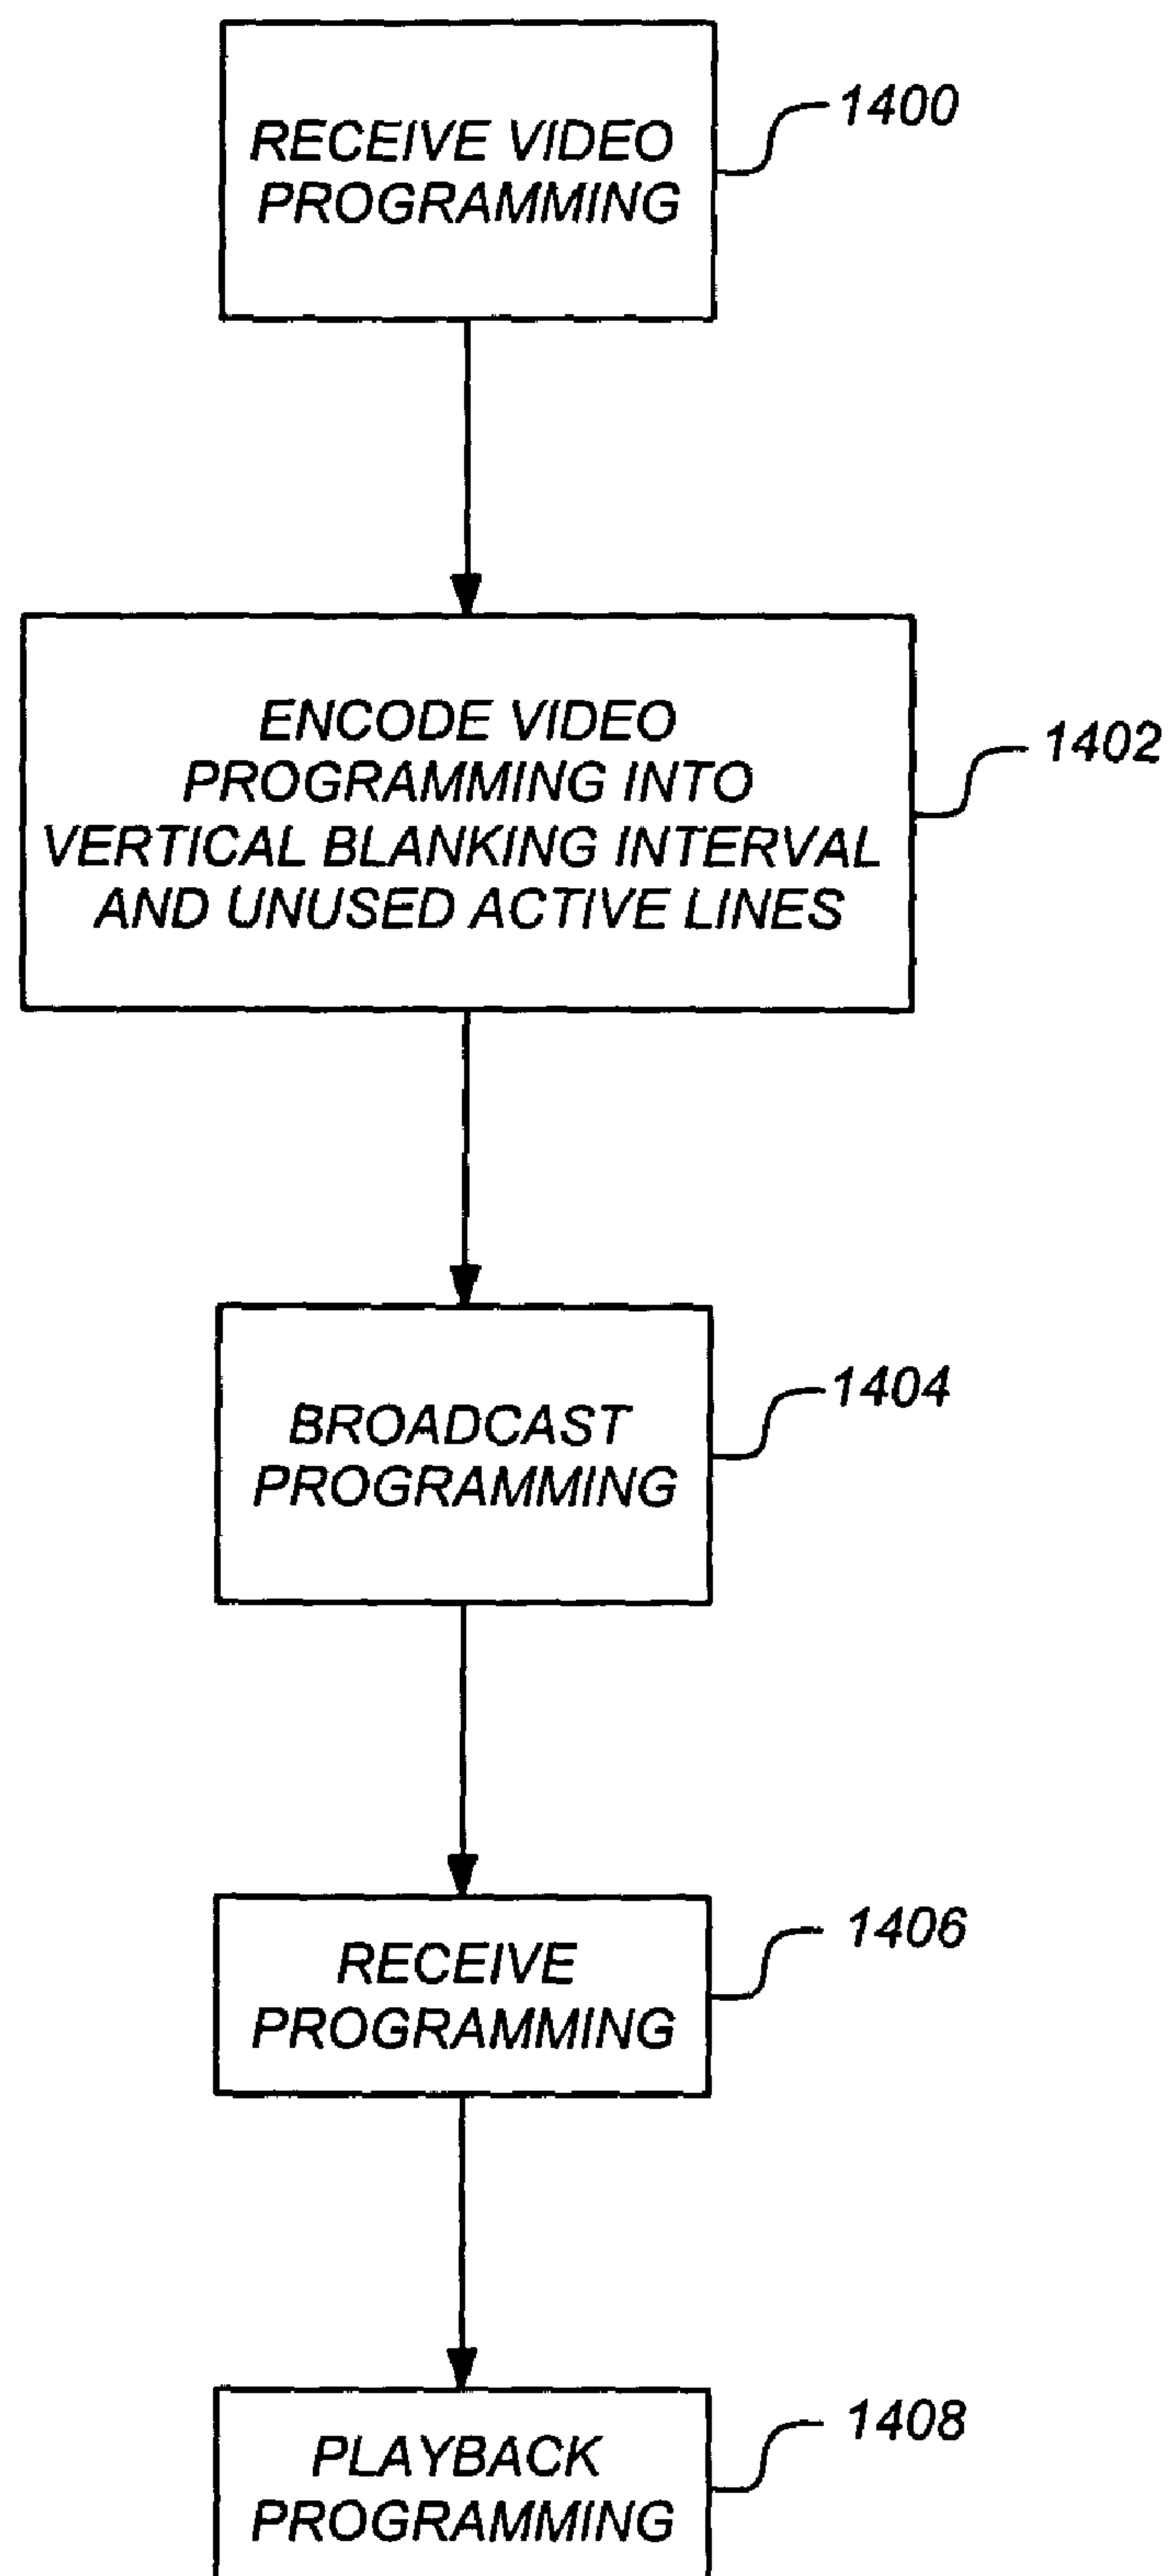 RECEIVE VIDEO
PROGRAMMING
1400
ENCODE VIDEO
PROGRAMMING INTO
VERTICAL BLANKING INTERVAL
AND UNUSED ACTIVE LINES
1402
BROADCAST
PROGRAMMING
1404
RECEIVE
PROGRAMMING
1406
PLAYBACK
PROGRAMMING
1408